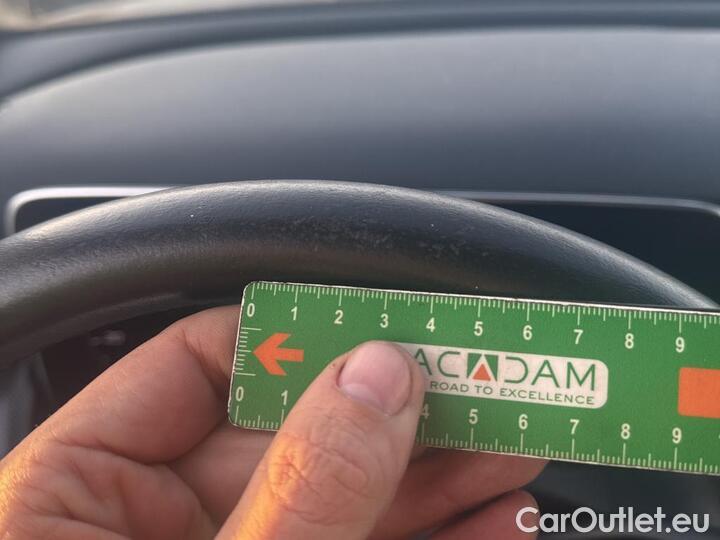 0 1 2 3 4 5 6 7 8 9
ACADAM
ROAD TO EXCELLENCE
0 1 4 5 6 7 8 9
CarOutlet.eu